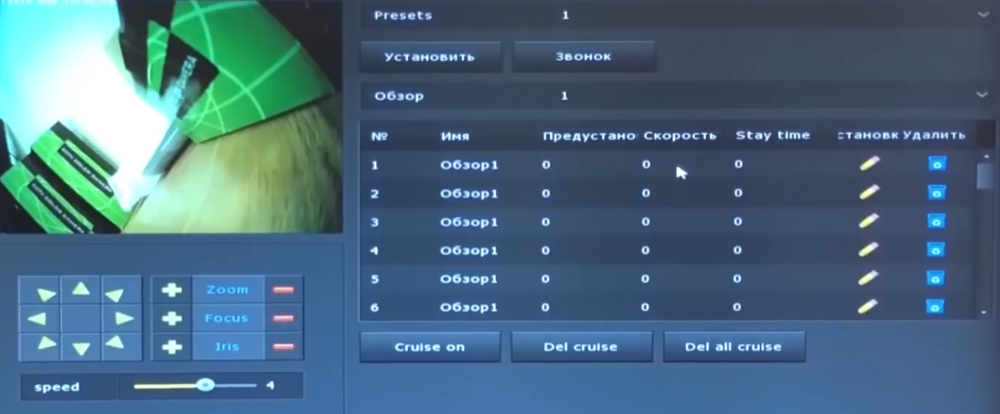 Presets 1
Установить Звонок
Обзор 1
№ Имя Предустано Скорость Stay time становк Удалить
1 Обзор1 0 0 0
2 Обзор1 0 0 0
3 Обзор1 0 0 0
4 Обзор1 0 0 0
5 Обзор1 0 0 0
6 Обзор1 0 0 0
Zoom
Focus
Iris
speed 4
Cruise on Del cruise Del all cruise